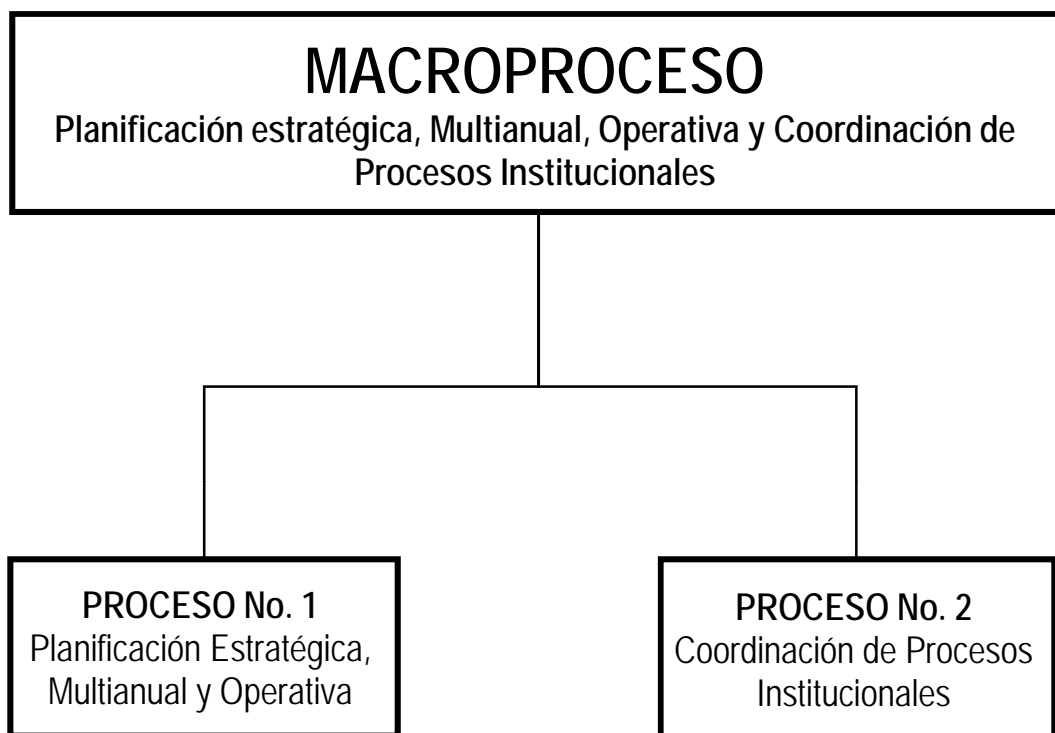 MACROPROCESO
Planificación estratégica, Multianual, Operativa y Coordinación de
Procesos Institucionales
PROCESO No. 1
Planificación Estratégica,
Multianual y Operativa
PROCESO No. 2
Coordinación de Procesos
Institucionales